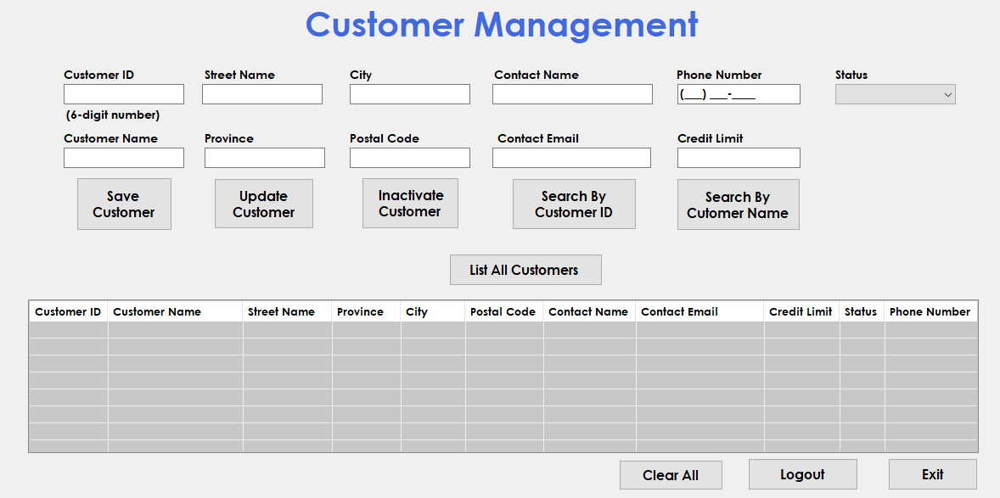 Customer Management
Customer ID Street Name City Contact Name Phone Number Status
(___) ___-____
(6-digit number)
Customer Name Province Postal Code Contact Email Credit Limit
Save Customer
Update Customer
Inactivate Customer
Search By Customer ID
Search By Cutomer Name
List All Customers
Customer ID Customer Name Street Name Province City Postal Code Contact Name Contact Email Credit Limit Status Phone Number
Clear All Logout Exit